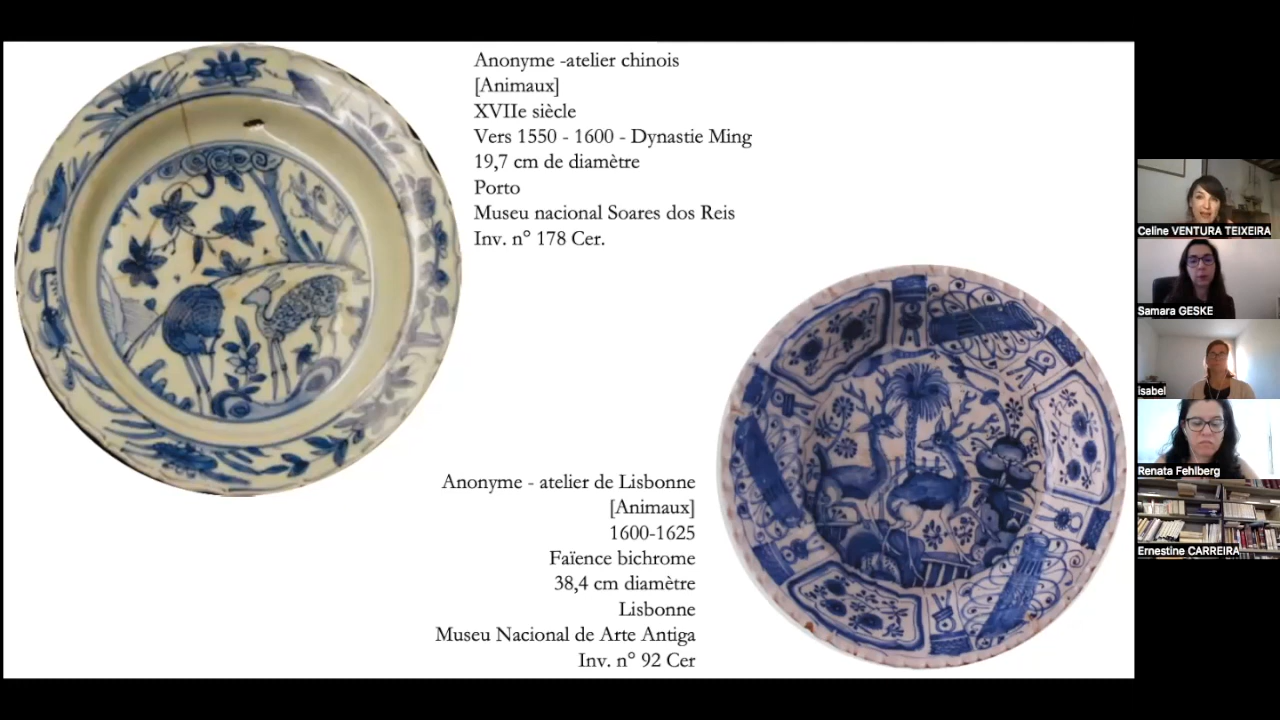 Anonyme -atelier chinois
[Animaux]
XVIIe siècle
Vers 1550 - 1600 - Dynastie Ming
19,7 cm de diamètre
Porto
Museu nacional Soares dos Reis
Inv. n° 178 Cer.
Anonyme - atelier de Lisbonne
[Animaux]
1600-1625
Faïence bichrome
38,4 cm diamètre
Lisbonne
Museu Nacional de Arte Antiga
Inv. n° 92 Cer
Celine VENTURA TEIXEIRA
Samara GESKE
isabel
Renata Fehlberg
Ernestine CARREIRA